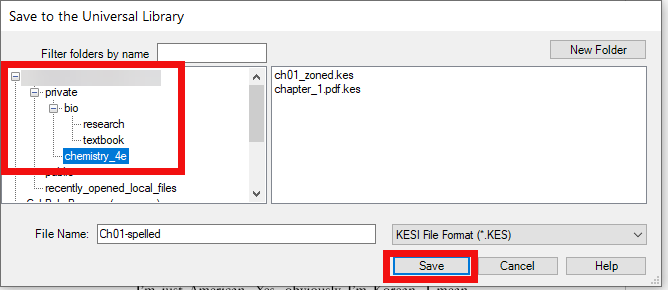 Save to the Universal Library
Filter folders by name
New Folder
private
bio
research
textbook
chemistry_4e
public
recently_opened_local_files
ch01_zoned.kes
chapter_1.pdf.kes
File Name: Ch01-spelled
KESI File Format (*.KES)
Save Cancel Help
I'm just American. Yes, obviously I'm Korean. I mean